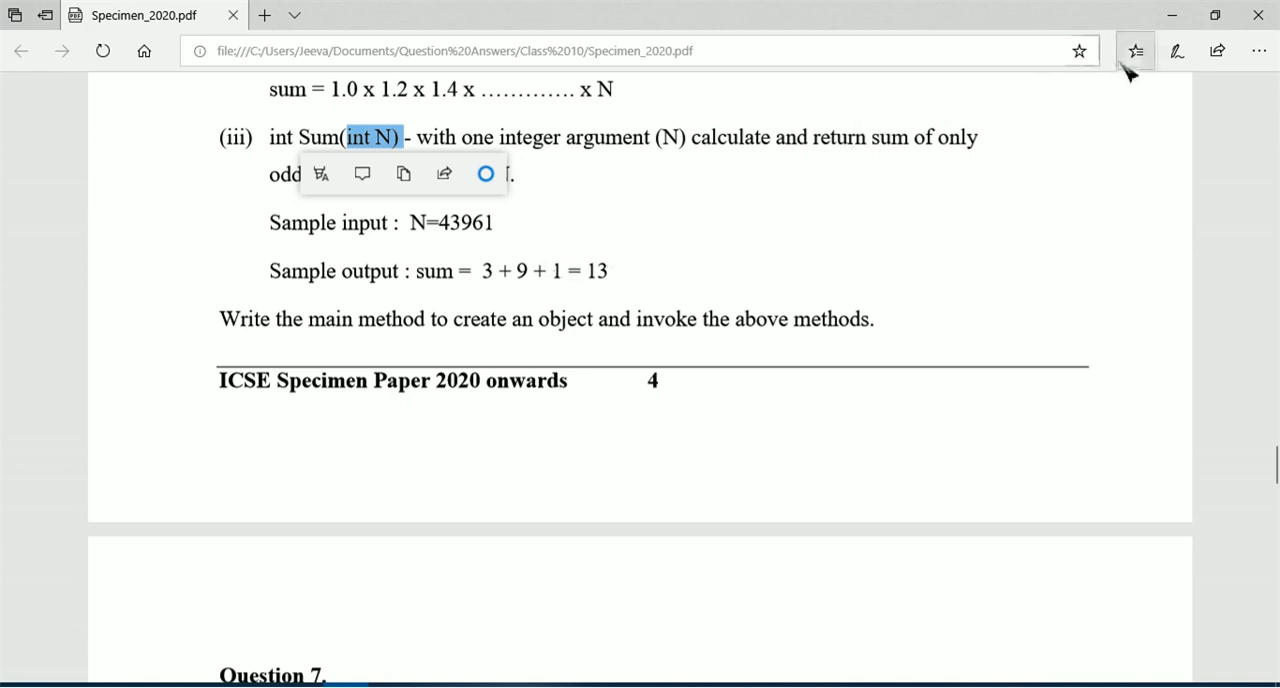 Specimen_2020.pdf
file:///C:/Users/Jeeva/Documents/Question%20Answers/Class%2010/Specimen_2020.pdf
sum = 1.0 x 1.2 x 1.4 x ............. x N
(iii) int Sum(int N) - with one integer argument (N) calculate and return sum of only
odd
Sample input : N=43961
Sample output : sum = 3 + 9 + 1 = 13
Write the main method to create an object and invoke the above methods.
ICSE Specimen Paper 2020 onwards 4
Question 7.